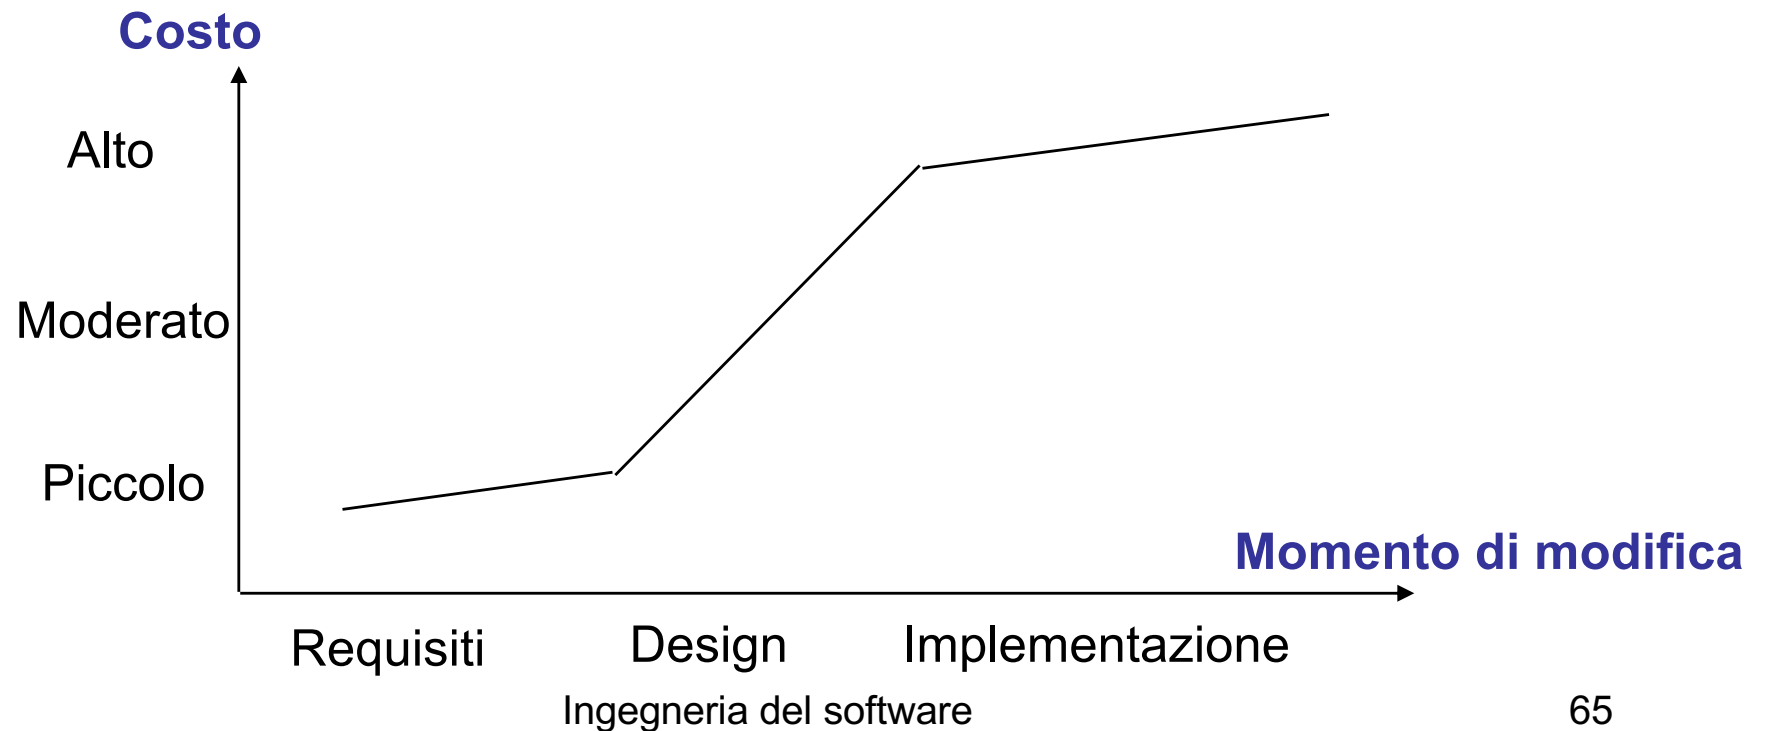 Costo
Alto
Moderato
Piccolo
Momento di modifica
Requisiti Design Implementazione
Ingegneria del software 65